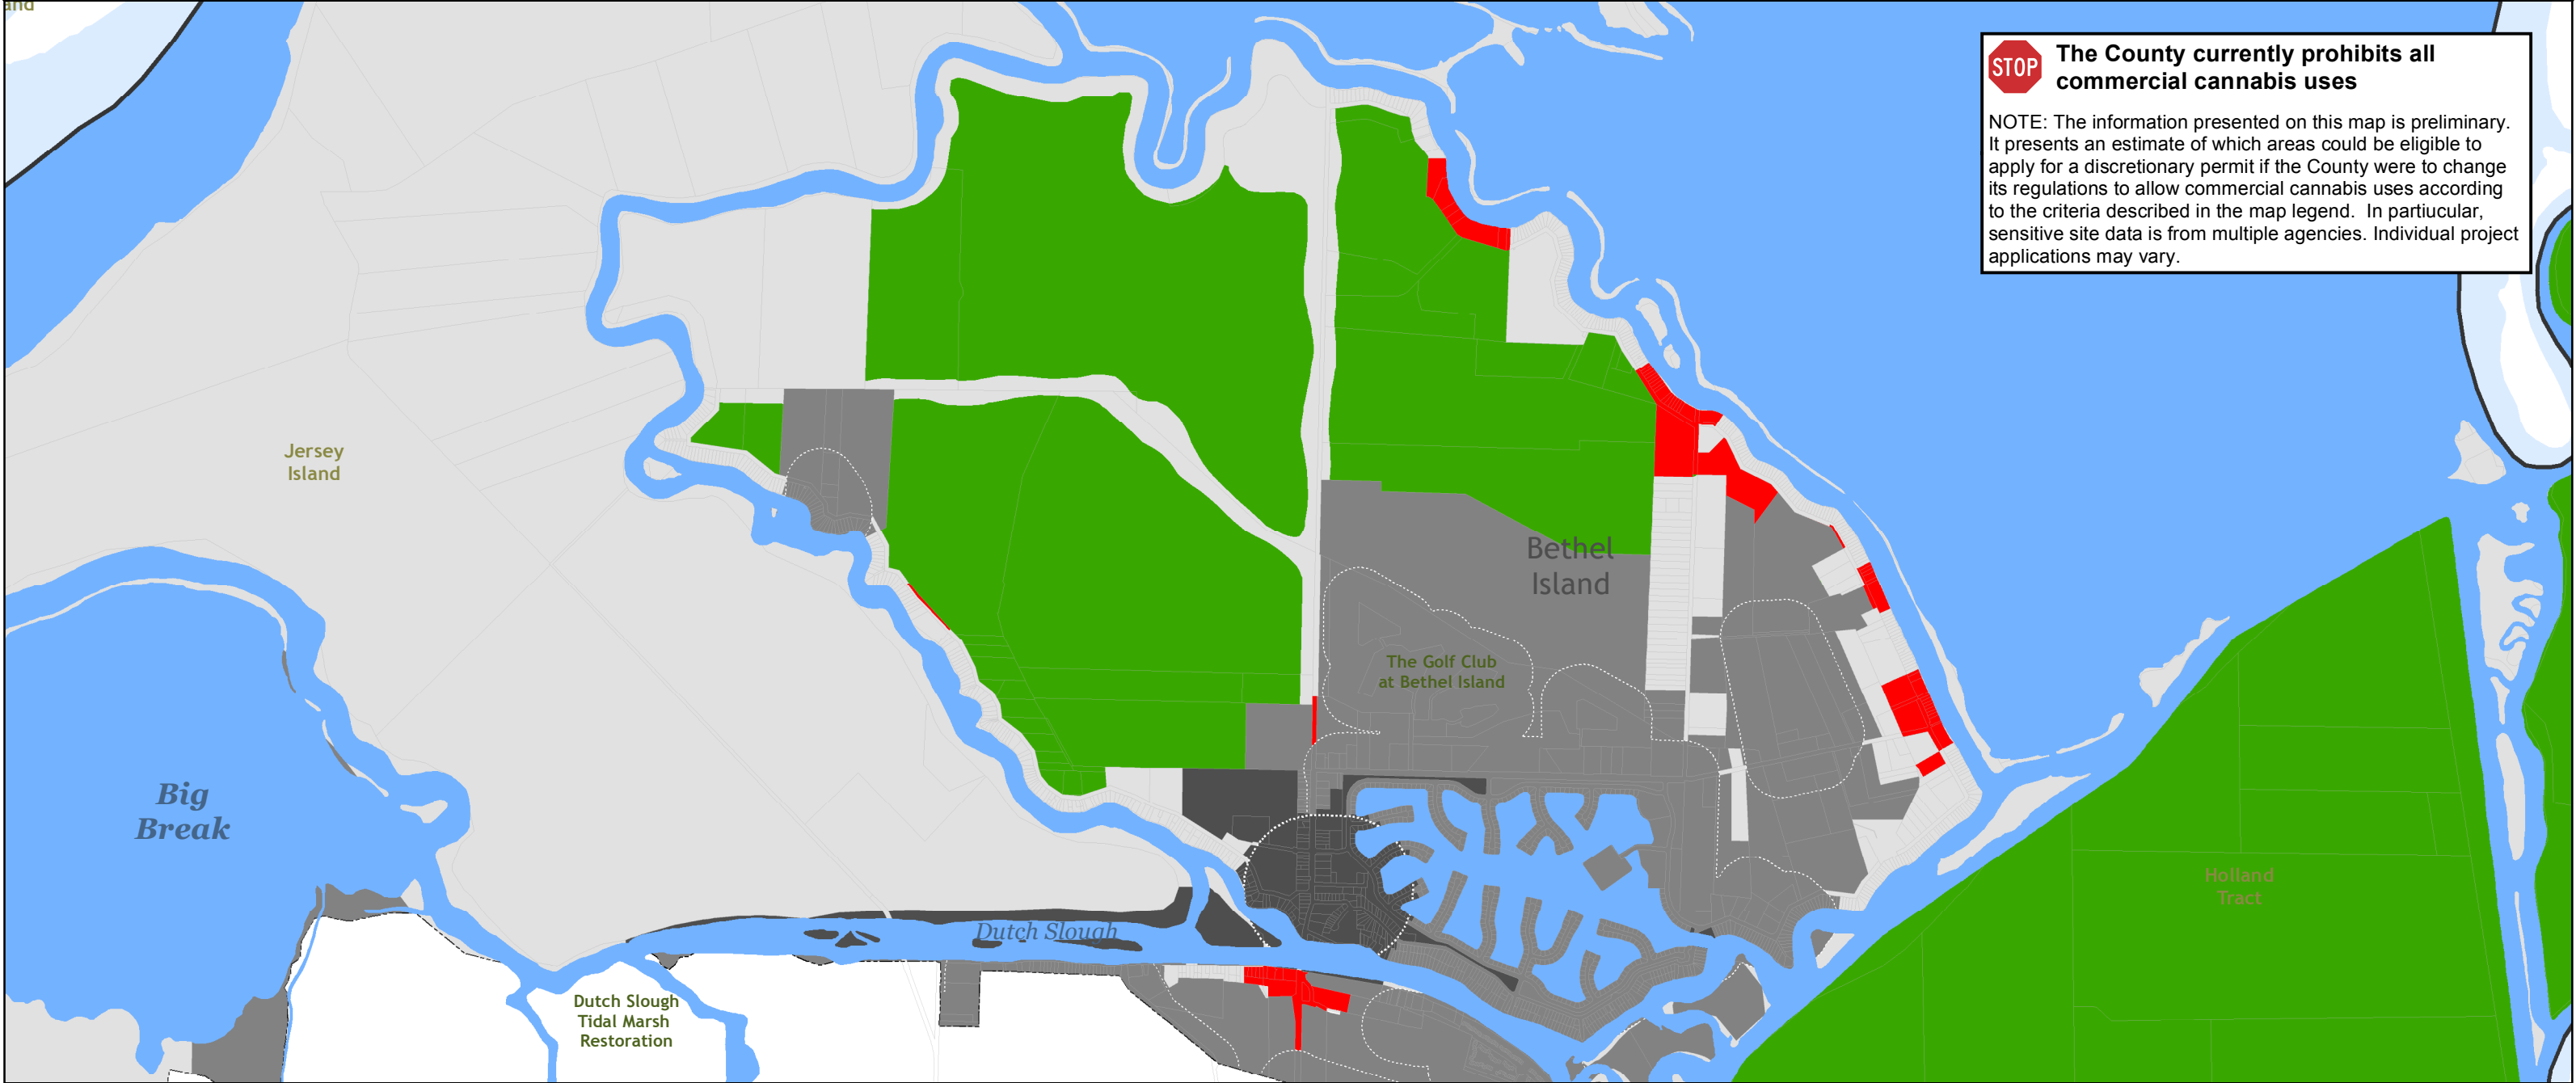 and
STOP
The County currently prohibits all
commercial cannabis uses
NOTE: The information presented on this map is preliminary.
It presents an estimate of which areas could be eligible to
apply for a discretionary permit if the County were to change
its regulations to allow commercial cannabis uses according
to the criteria described in the map legend. In partiucular,
sensitive site data is from multiple agencies. Individual project
applications may vary.
Jersey
Island
Bethel
Island
The Golf Club
at Bethel Island
Big
Break
Holland
Tract
Dutch Slough
Dutch Slough
Tidal Marsh
Restoration